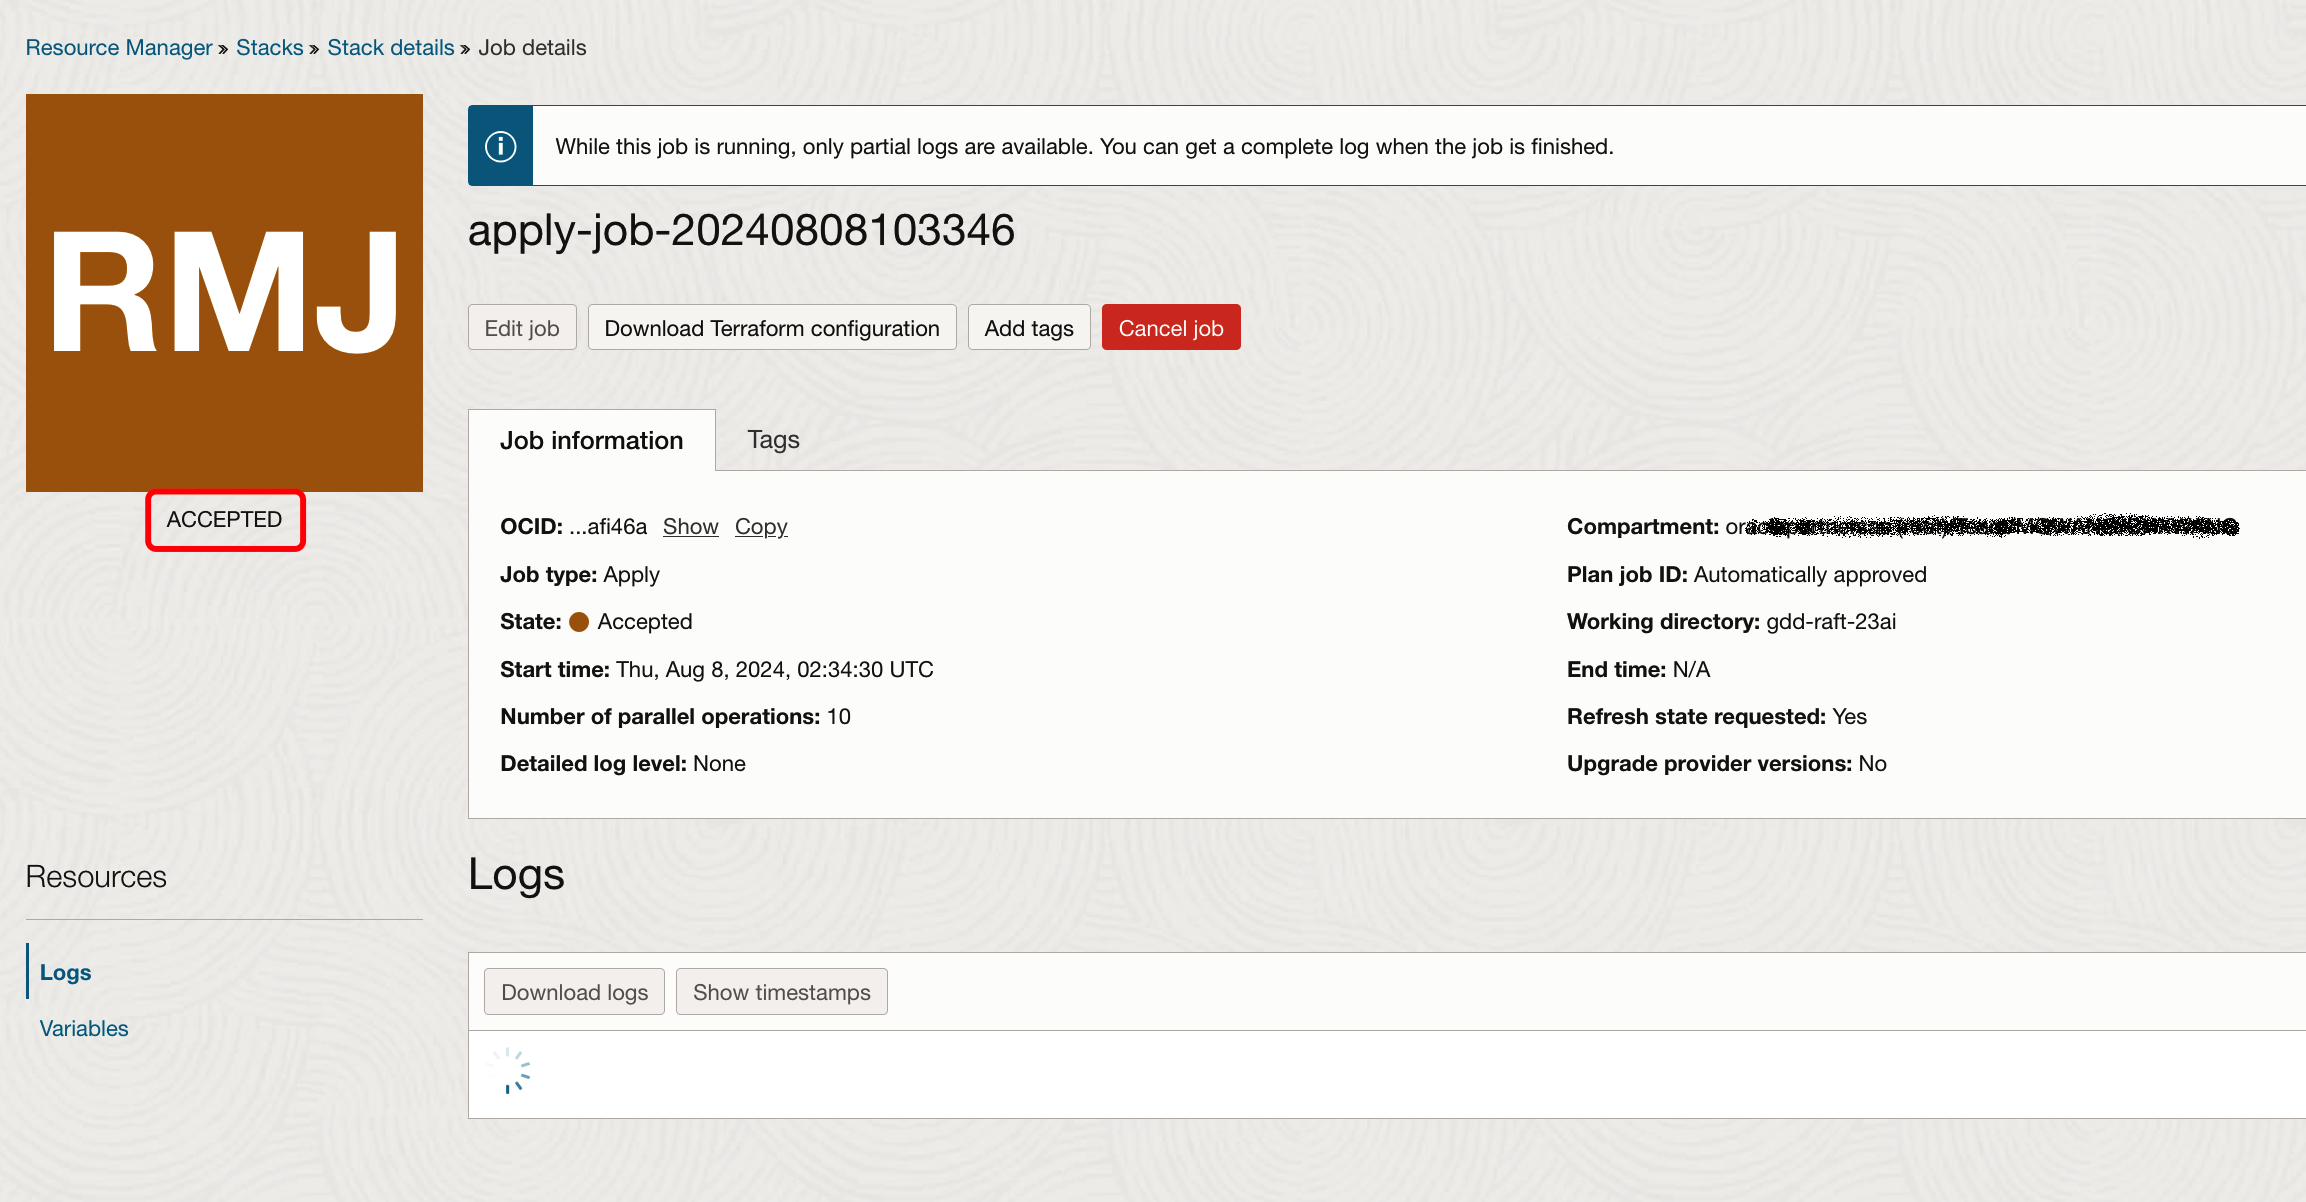 Resource Manager » Stacks » Stack details » Job details
RMJ
ACCEPTED
While this job is running, only partial logs are available. You can get a complete log when the job is finished.
apply-job-20240808103346
Edit job Download Terraform configuration Add tags Cancel job
Job information Tags
OCID: ...afi46a Show Copy
Job type: Apply
State: Accepted
Start time: Thu, Aug 8, 2024, 02:34:30 UTC
Number of parallel operations: 10
Detailed log level: None
Compartment:
Plan job ID: Automatically approved
Working directory: gdd-raft-23ai
End time: N/A
Refresh state requested: Yes
Upgrade provider versions: No
Resources
Logs
Variables
Logs
Download logs Show timestamps